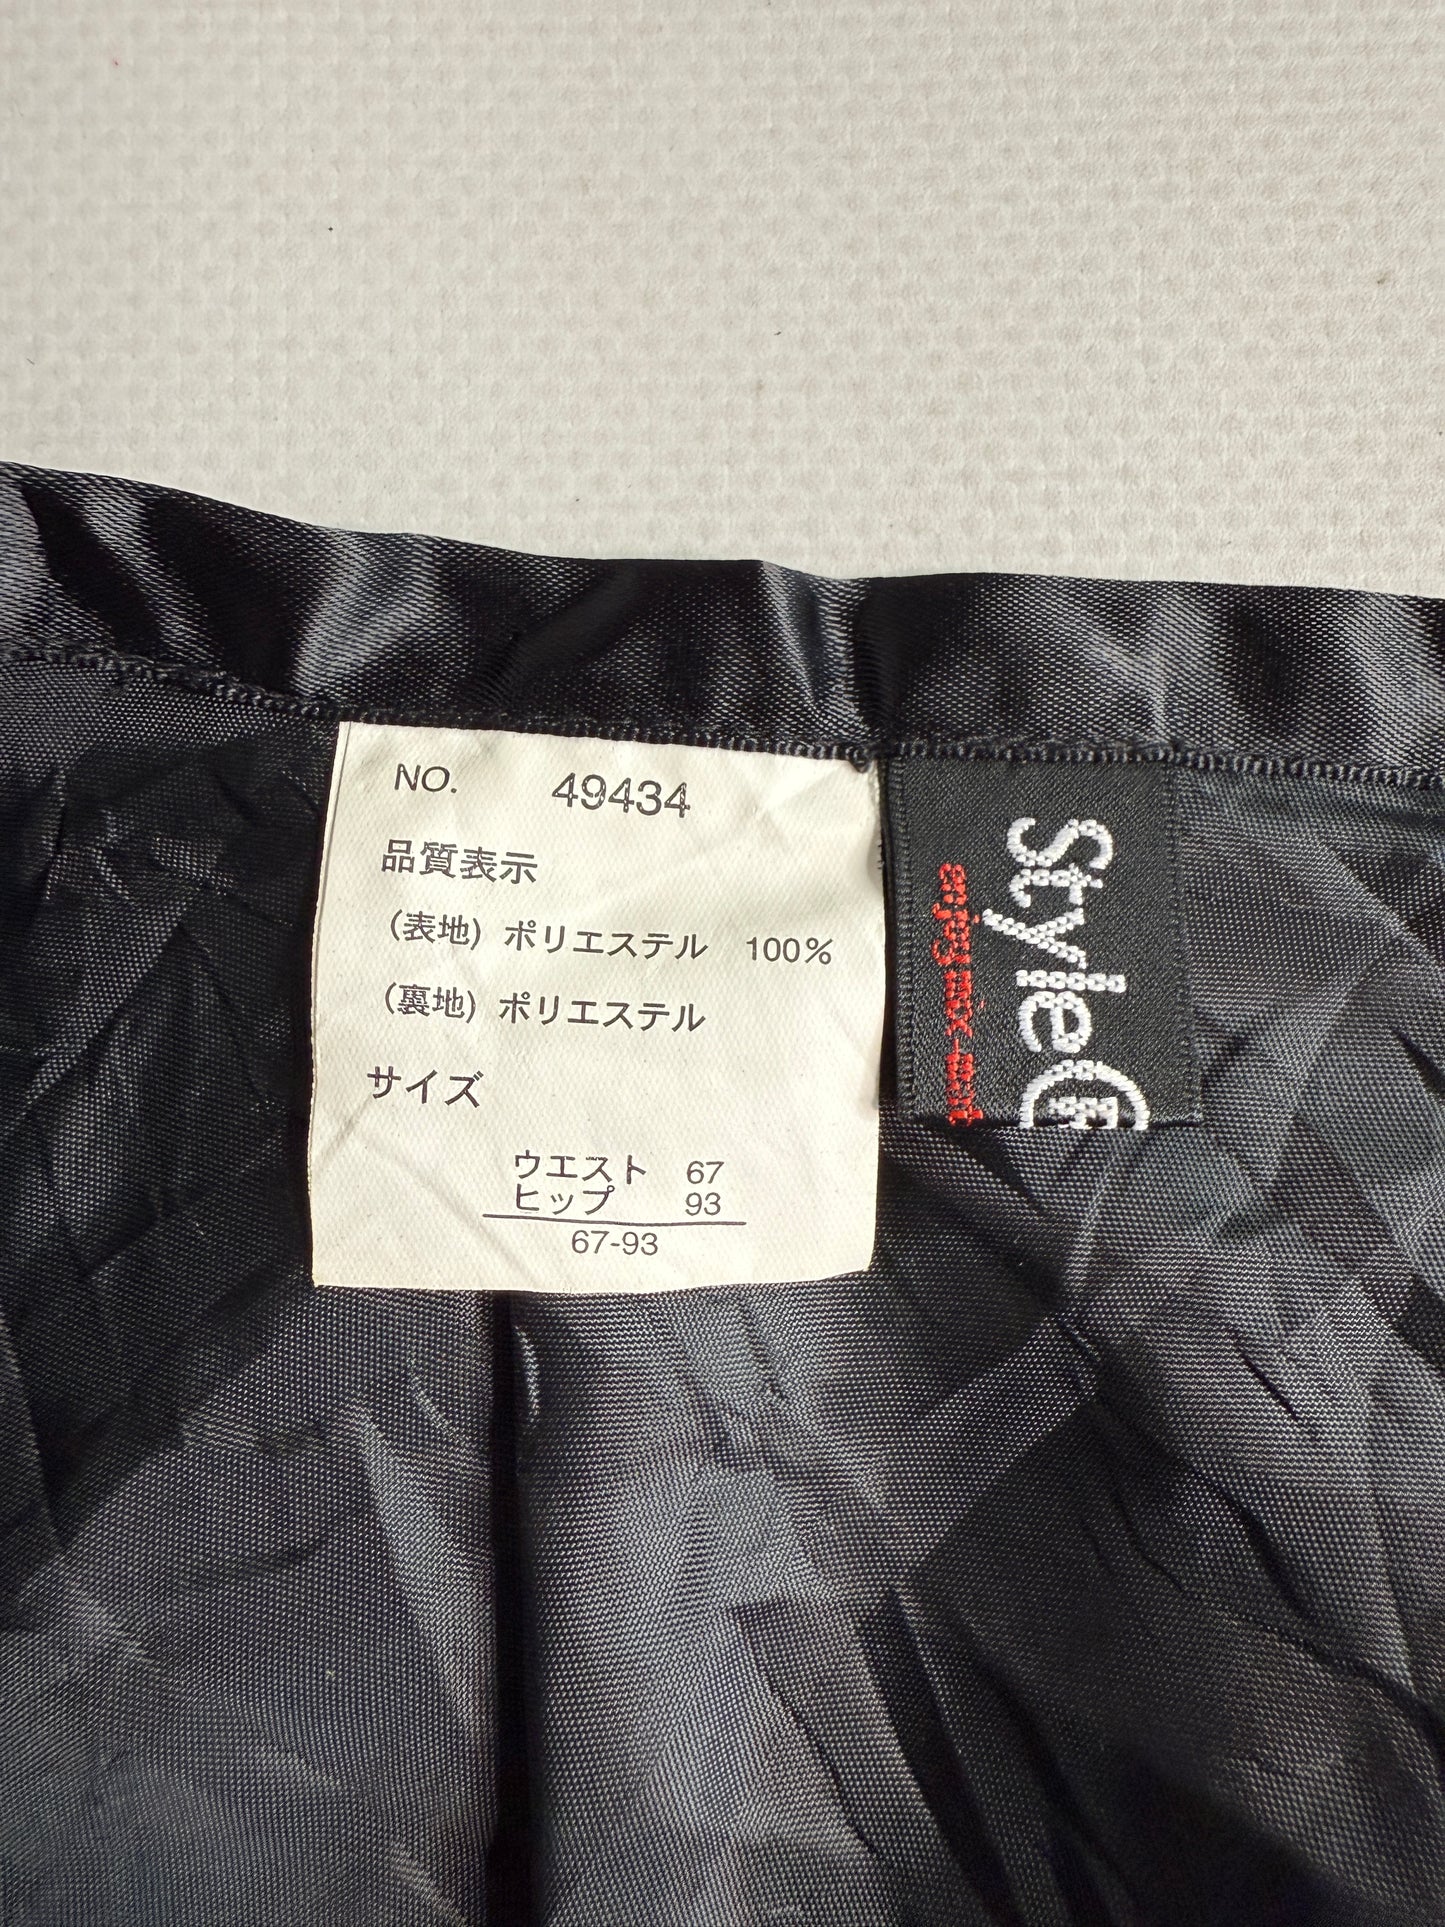 NO. 49434
品質表示
(表地) ポリエステル 100%
(裏地) ポリエステル
サイズ
ウエスト 67
ヒップ 93
67-93
Style